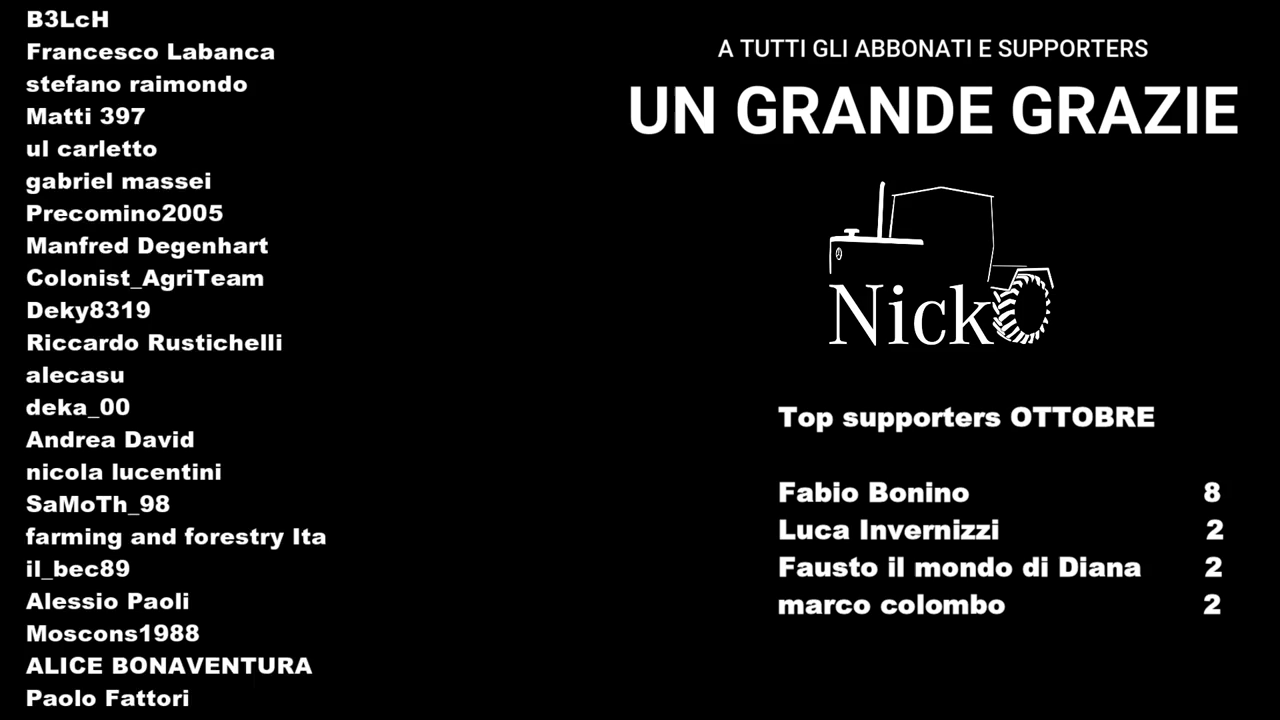 B3LcH
Francesco Labanca
stefano raimondo
Matti 397
ul carletto
gabriel massei
Precomino2005
Manfred Degenhart
Colonist_AgriTeam
Deky8319
Riccardo Rustichelli
alecasu
deka_00
Andrea David
nicola lucentini
SaMoTh_98
farming and forestry Ita
il_bec89
Alessio Paoli
Moscons1988
ALICE BONAVENTURA
Paolo Fattori
A TUTTI GLI ABBONATI E SUPPORTERS
UN GRANDE GRAZIE
Nicko
Top supporters OTTOBRE
Fabio Bonino 8
Luca Invernizzi 2
Fausto il mondo di Diana 2
marco colombo 2